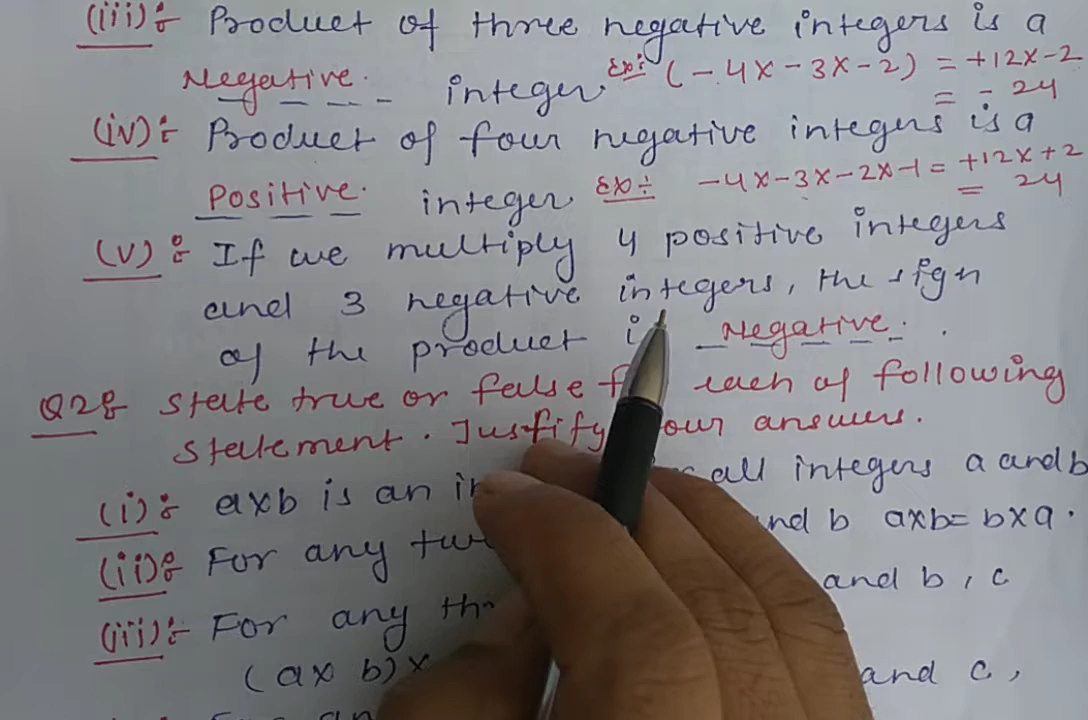 (iii):- Product of three negative integers is a
Negative. integer. Ex:- (-4x-3x-2) = +12x-2
= -24
(iv):- Product of four negative integers is a
Positive. integer. Ex:- -4x-3x-2x-1 = +12x+2
= 24
(v):- If we multiply 4 positive integers
and 3 negative integers, the sign
of the product i Negative.
Q2:- State true or false f each of following
statement. Justify our answers.
(i):- axb is an in all integers a and b
(ii):- For any tw nd b axb=bxa.
(iii):- For any th and b, c
(ax b)x and c,